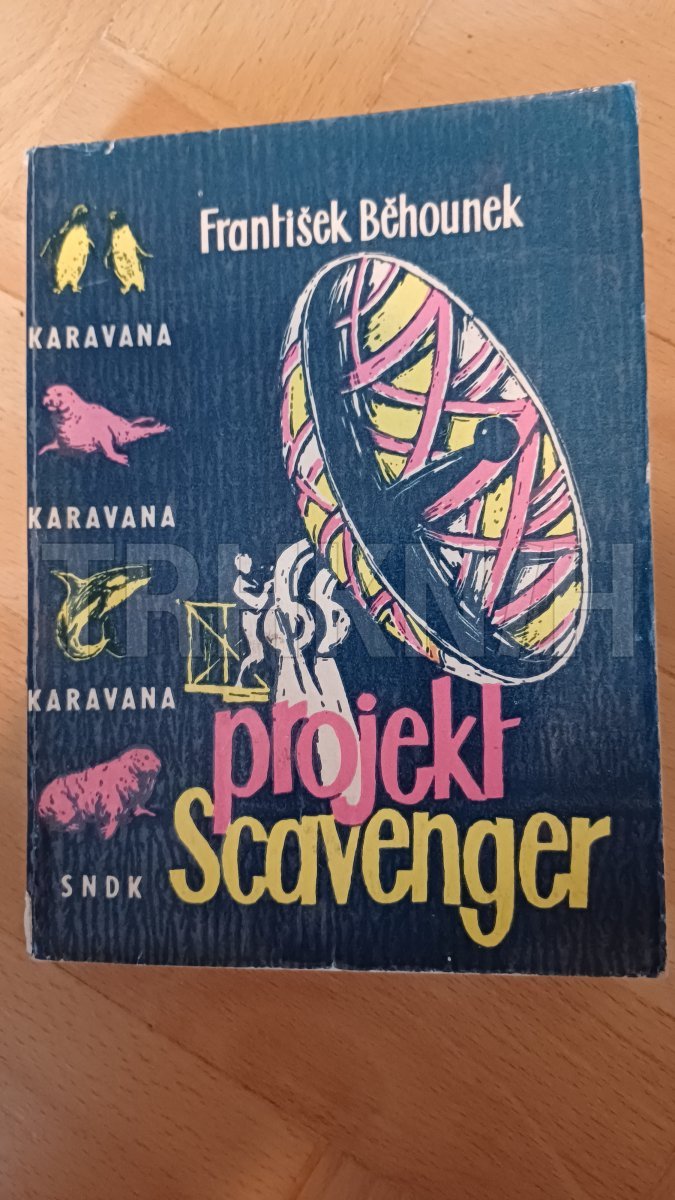 František Běhounek
KARAVANA
KARAVANA
KARAVANA
SNDK
projekt
Scavenger